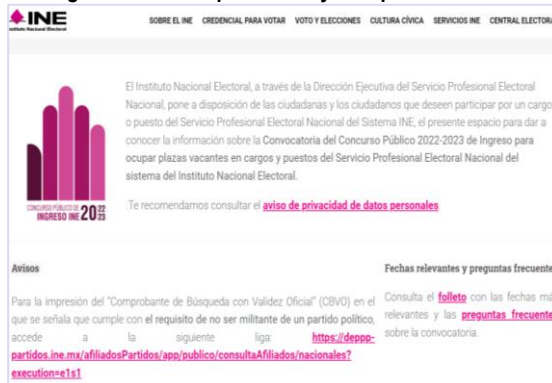 INE
Instituto Nacional Electoral
SOBRE EL INE CREDENCIAL PARA VOTAR VOTO Y ELECCIONES CULTURA CÍVICA SERVICIOS INE CENTRAL ELECTORA
El Instituto Nacional Electoral, a través de la Dirección Ejecutiva del Servicio Profesional Electoral
Nacional, pone a disposición de las ciudadanas y los ciudadanos que deseen participar por un cargo
o puesto del Servicio Profesional Electoral Nacional del Sistema INE, el presente espacio para dar a
conocer la información sobre la Convocatoria del Concurso Público 2022-2023 de Ingreso para
ocupar plazas vacantes en cargos y puestos del Servicio Profesional Electoral Nacional del
sistema del Instituto Nacional Electoral.
.Te recomendamos consultar el aviso de privacidad de datos personales
CONCURSO PÚBLICO DE
INGRESO INE 2022 23
Avisos
Para la impresión del "Comprobante de Búsqueda con Validez Oficial" (CBVO) en el
que se señala que cumple con el requisito de no ser militante de un partido político,
accede a la siguiente liga: https://deppp-
partidos.ine.mx/afiliadosPartidos/app/publico/consultaAfiliados/nacionales?
execution=e1s1
Fechas relevantes y preguntas frecuente
Consulta el folleto con las fechas má
relevantes y las preguntas frecuente
sobre la convocatoria.